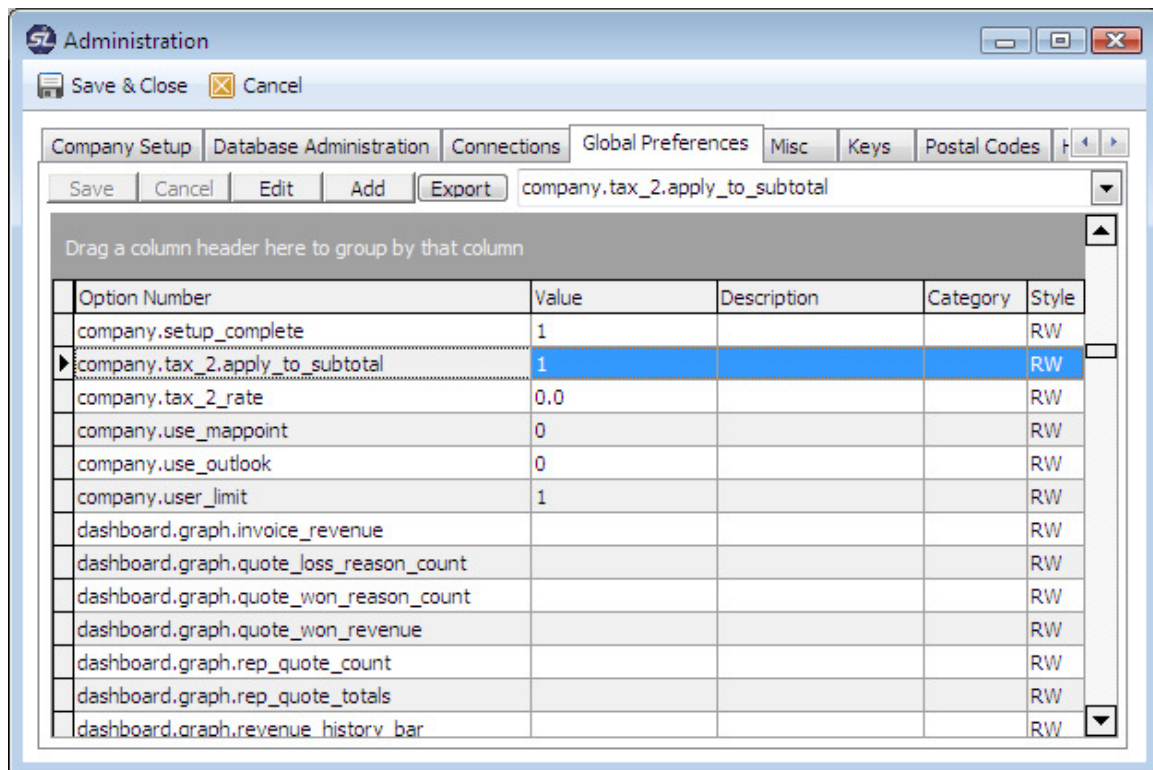 SL Administration
Save & Close Cancel
Company Setup Database Administration Connections Global Preferences Misc Keys Postal Codes
Save Cancel Edit Add Export company.tax_2.apply_to_subtotal
Drag a column header here to group by that column
Option Number Value Description Category Style
company.setup_complete 1 RW
company.tax_2.apply_to_subtotal 1 RW
company.tax_2_rate 0.0 RW
company.use_mappoint 0 RW
company.use_outlook 0 RW
company.user_limit 1 RW
dashboard.graph.invoice_revenue RW
dashboard.graph.quote_loss_reason_count RW
dashboard.graph.quote_won_reason_count RW
dashboard.graph.quote_won_revenue RW
dashboard.graph.rep_quote_count RW
dashboard.graph.rep_quote_totals RW
dashboard.graph.revenue_history_bar RW